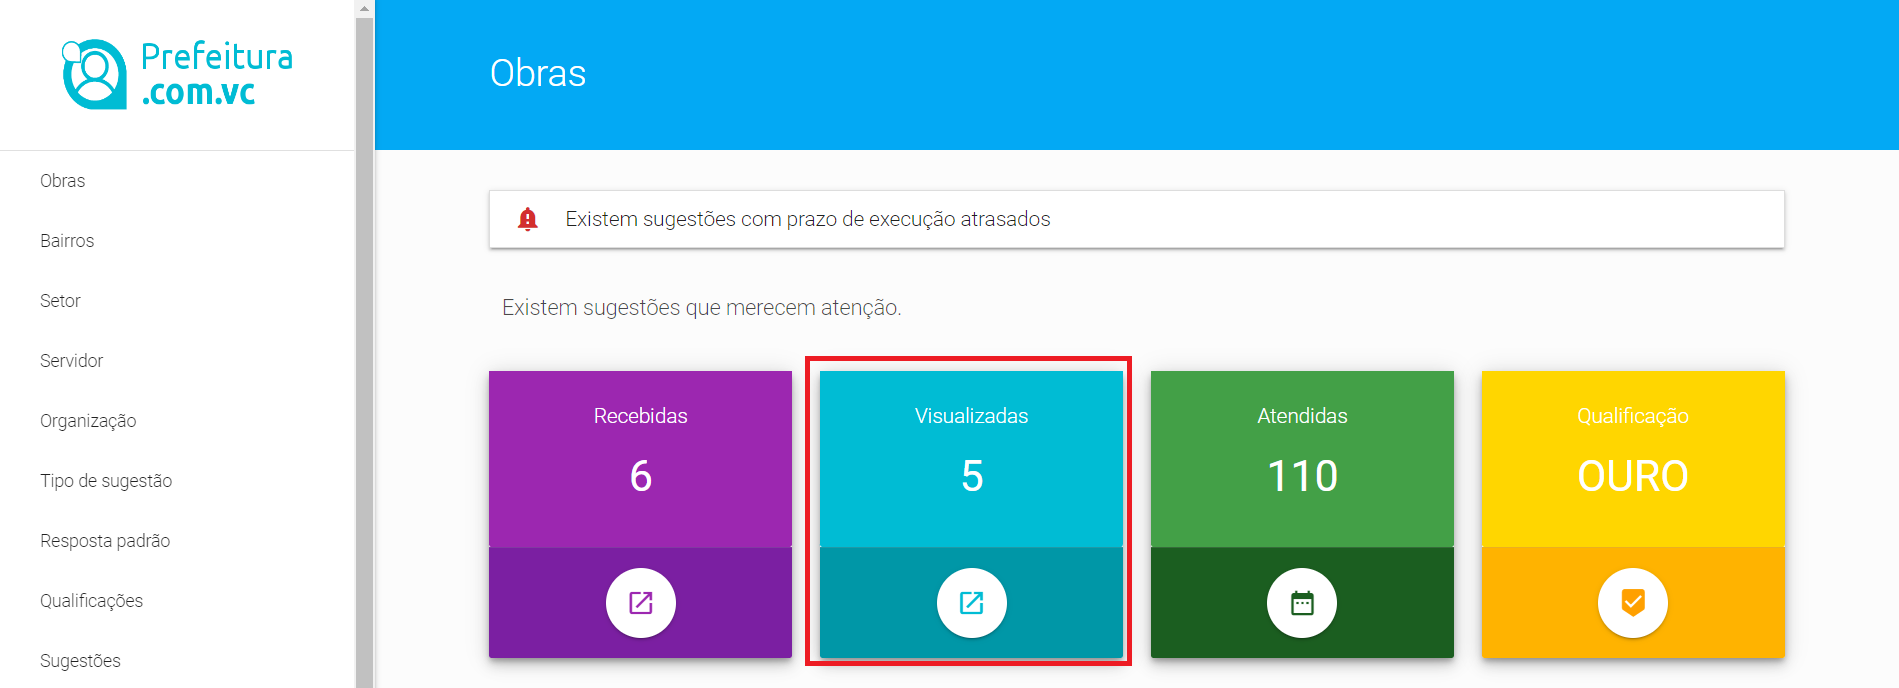 Prefeitura
.com.vc
Obras
Bairros
Setor
Servidor
Organização
Tipo de sugestão
Resposta padrão
Qualificações
Sugestões
Obras
Existem sugestões com prazo de execução atrasados
Existem sugestões que merecem atenção.
Recebidas
6
Visualizadas
5
Atendidas
110
Qualificação
OURO